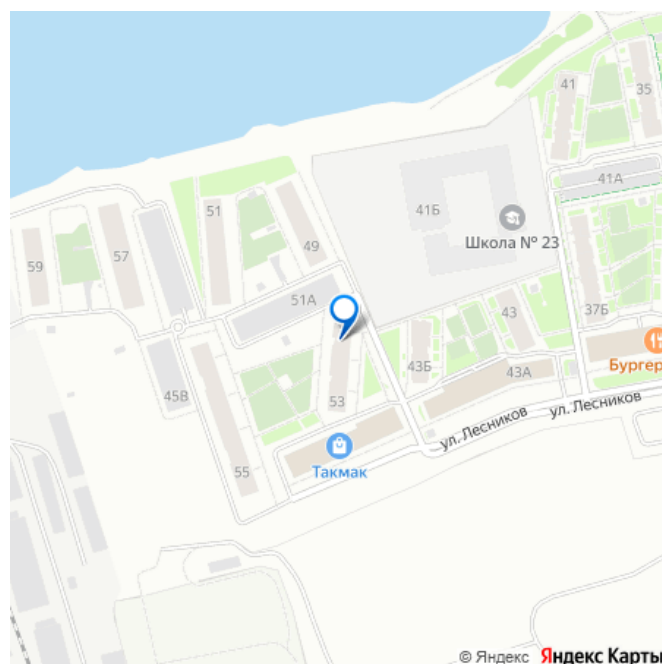 41
35
41А
41Б
Школа № 23
51
49
57
59
51А
43
37Б
Бургер
43Б
43А
45В
53
ул. Лесников
ул. Лесников
Такмак
55
© Яндекс Яндекс Карты